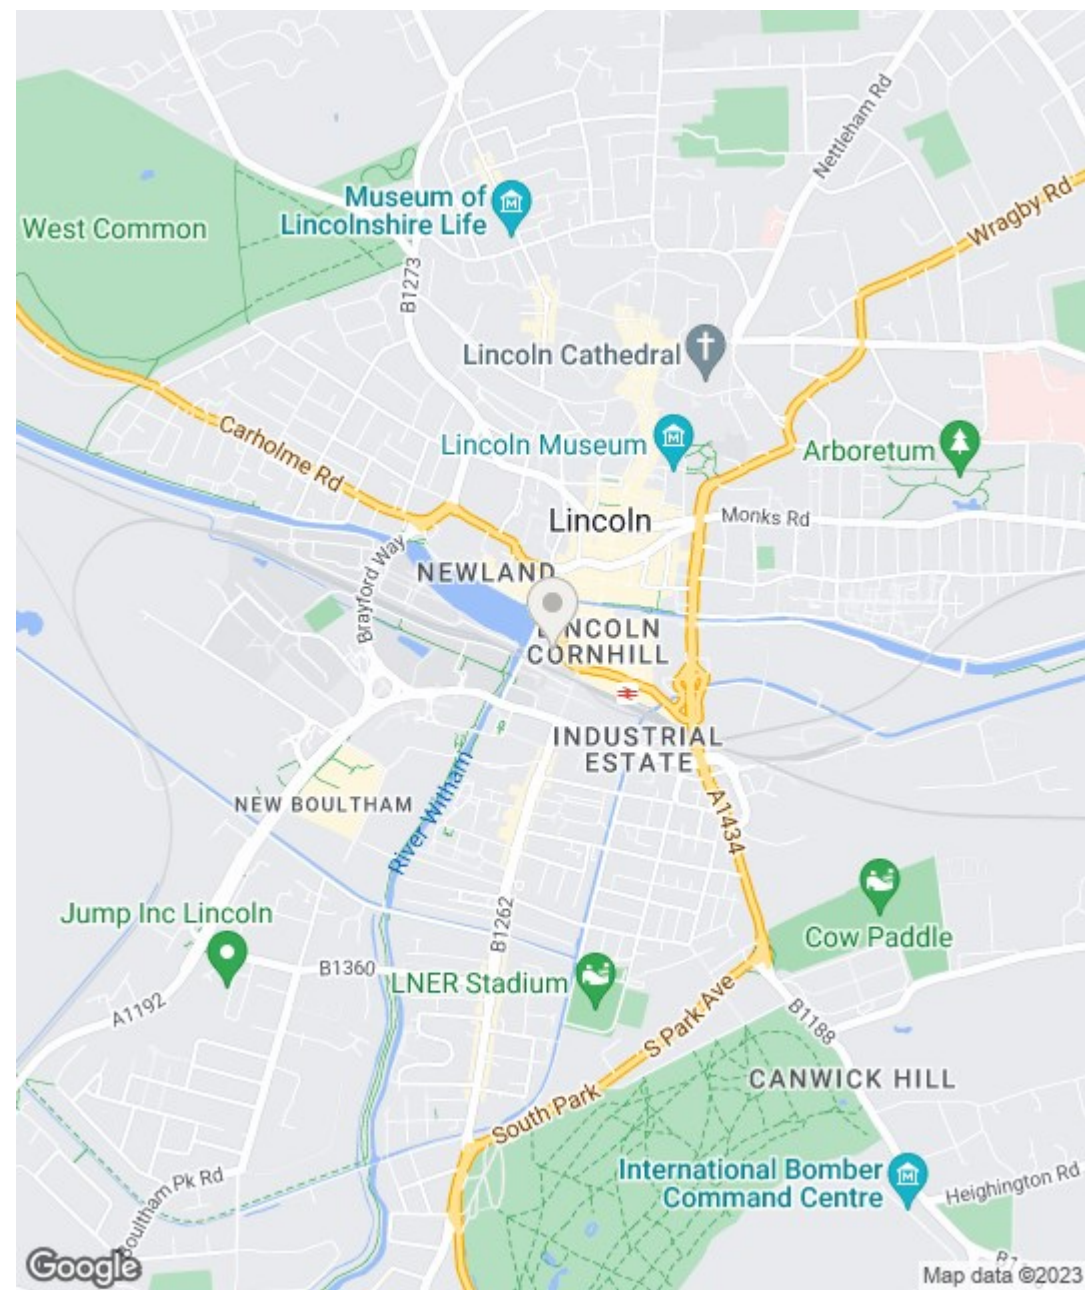 Nettleham Rd
Museum of
Lincolnshire Life
Wragby Rd
West Common
B1273
Lincoln Cathedral
Carholme Rd
Lincoln Museum
Arboretum
Lincoln
Monks Rd
Brayford Way
NEWLAND
LINCOLN
CORNHILL
INDUSTRIAL
ESTATE
NEW BOULTHAM
River Witham
A1434
Jump Inc Lincoln
B1262
Cow Paddle
B1360
LNER Stadium
A1192
S Park Ave
B1188
CANWICK HILL
South Park
Boultham Pk Rd
International Bomber
Command Centre
Heighington Rd
Google
Map data ©2023